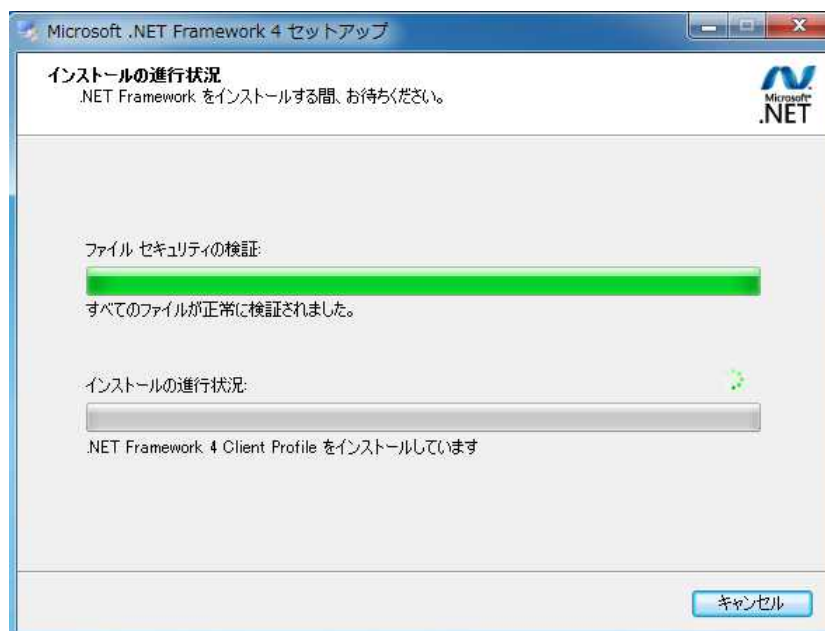 Microsoft .NET Framework 4 セットアップ
インストールの進行状況
.NET Framework をインストールする間、お待ちください。
Microsoft
.NET
ファイル セキュリティの検証:
すべてのファイルが正常に検証されました。
インストールの進行状況:
.NET Framework 4 Client Profile をインストールしています
キャンセル